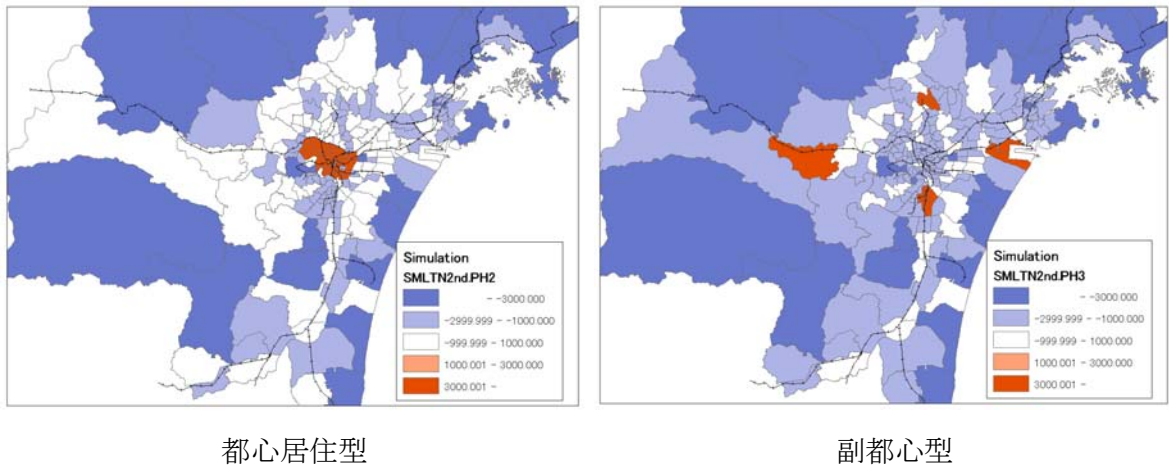 Simulation
SMLTN2nd.PH2
- -3000.000
-2999.999 - -1000.000
-999.999 - 1000.000
1000.001 - 3000.000
3000.001 -
Simulation
SMLTN2nd.PH3
- -3000.000
-2999.999 - -1000.000
-999.999 - 1000.000
1000.001 - 3000.000
3000.001 -
都心居住型
副都心型